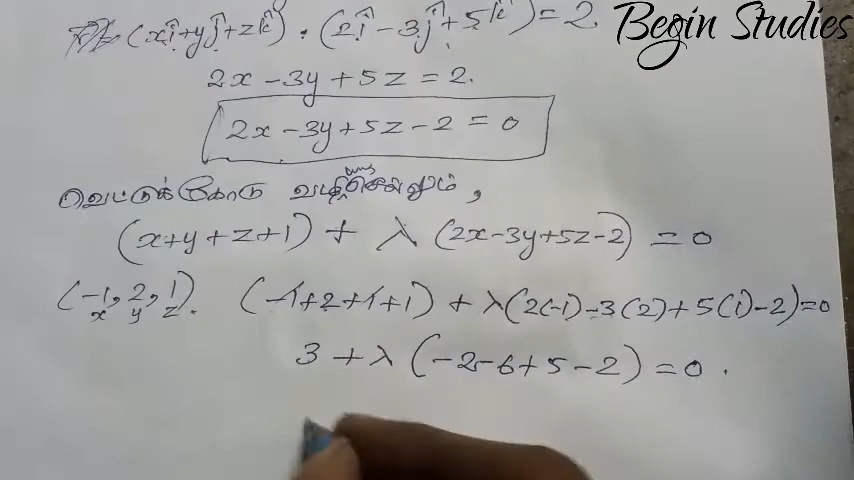 Begin Studies
(xî+yĵ+zk̂) . (2î-3ĵ+5k̂) = 2
2x-3y+5z=2.
2x-3y+5z-2=0
வெட்டுக்கோடு வழிச்செல்லும்,
(x+y+z+1) + λ (2x-3y+5z-2) = 0
(-1, 2, 1). (-1+2+1+1) + λ(2(-1)-3(2)+5(1)-2)=0
x y z
3 + λ (-2-6+5-2) = 0.